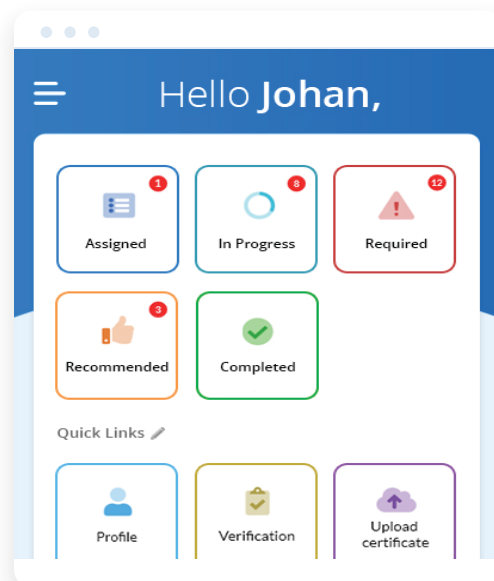 Hello Johan,
1
8
12
Assigned
In Progress
Required
3
Recommended
Completed
Quick Links
Profile
Verification
Upload
certificate